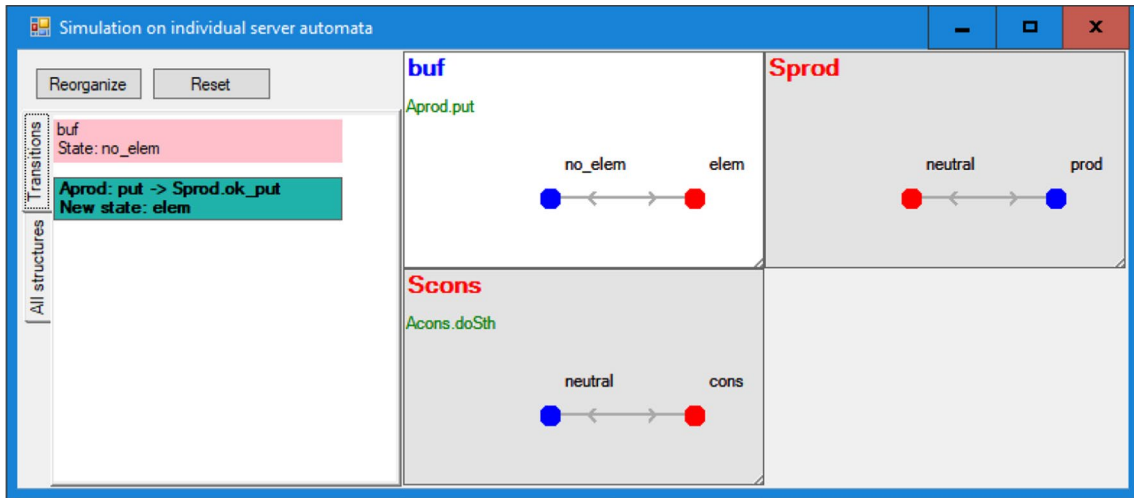 Simulation on individual server automata
Reorganize
Reset
Transitions
All structures
buf
State: no_elem
Aprod: put -> Sprod.ok_put
New state: elem
buf
Aprod.put
no_elem
elem
Sprod
neutral
prod
Scons
Acons.doSth
neutral
cons